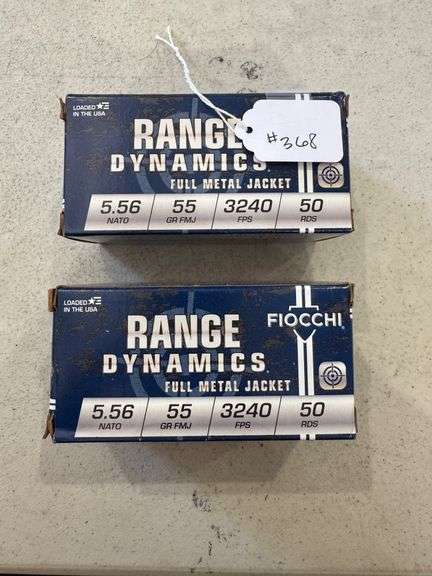 LOADED
IN THE USA
RANGE
#368
DYNAMICS
FULL METAL JACKET
5.56 55 3240 50
NATO GR FMJ FPS RDS
LOADED
IN THE USA
RANGE FIOCCHI
DYNAMICS
FULL METAL JACKET
5.56 55 3240 50
NATO GR FMJ FPS RDS